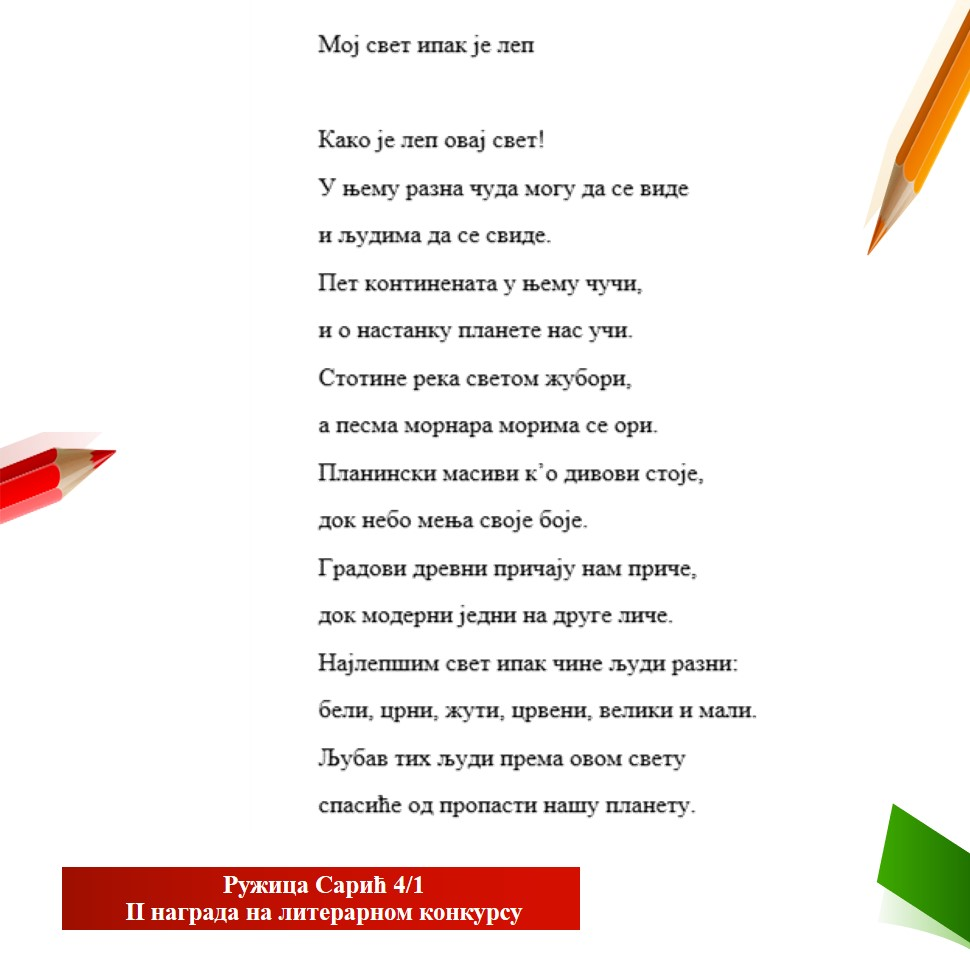 Мој свет ипак је леп
Како је леп овај свет!
У њему разна чуда могу да се виде
и људима да се свиде.
Пет континената у њему чучи,
и о настанку планете нас учи.
Стотине река светом жубори,
а песма морнара морима се ори.
Планински масиви к’о дивови стоје,
док небо мења своје боје.
Градови древни причају нам приче,
док модерни једни на друге личе.
Најлепшим свет ипак чине људи разни:
бели, црни, жути, црвени, велики и мали.
Љубав тих људи према овом свету
спасиће од пропасти нашу планету.
Ружица Сарић 4/1
II награда на литерарном конкурсу